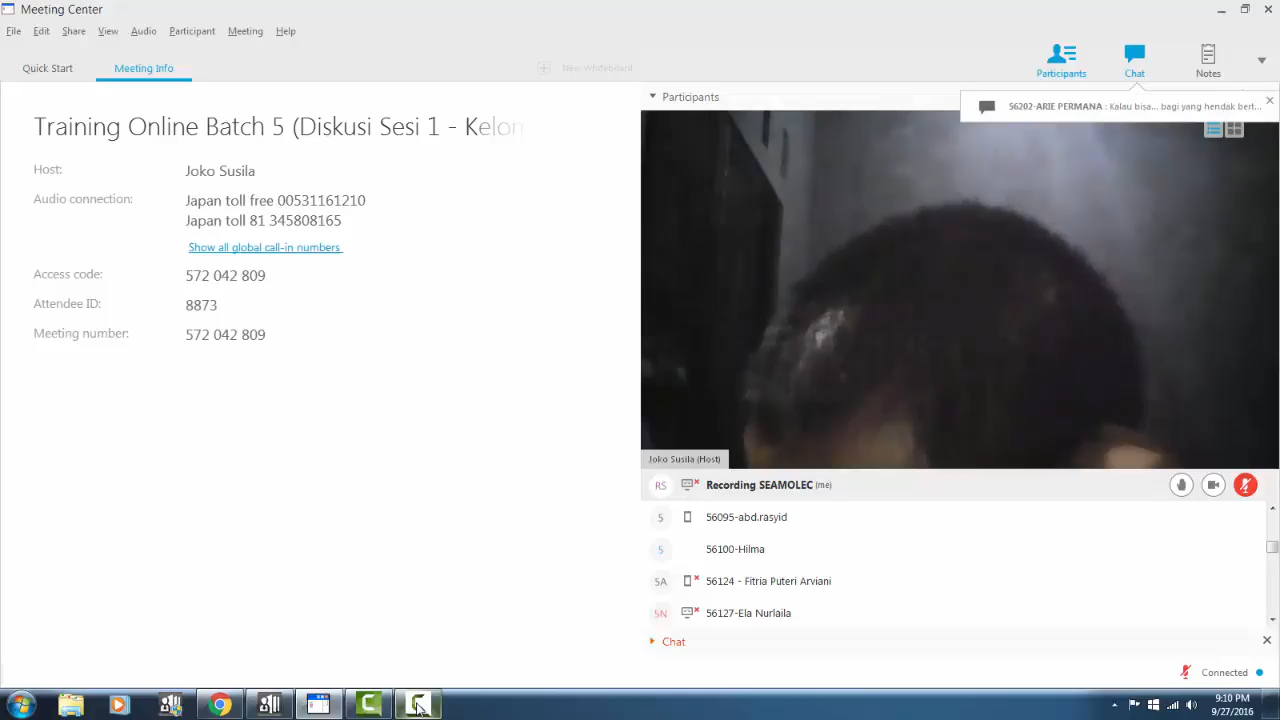 Meeting Center
File Edit Share View Audio Participant Meeting Help
Quick Start Meeting Info New Whiteboard Participants Chat Notes
Participants
56202-ARIE PERMANA : Kalau bisa... bagi yang hendak bert...
Training Online Batch 5 (Diskusi Sesi 1 - Kelon
Host: Joko Susila
Audio connection: Japan toll free 00531161210
Japan toll 81 345808165
Show all global call-in numbers
Access code: 572 042 809
Attendee ID: 8873
Meeting number: 572 042 809
Joko Susila (Host)
RS Recording SEAMOLEC (me)
5 56095-abd.rasyid
5 56100-Hilma
5A 56124 - Fitria Puteri Arviani
5N 56127-Ela Nurlaila
Chat
Connected
9:10 PM
9/27/2016